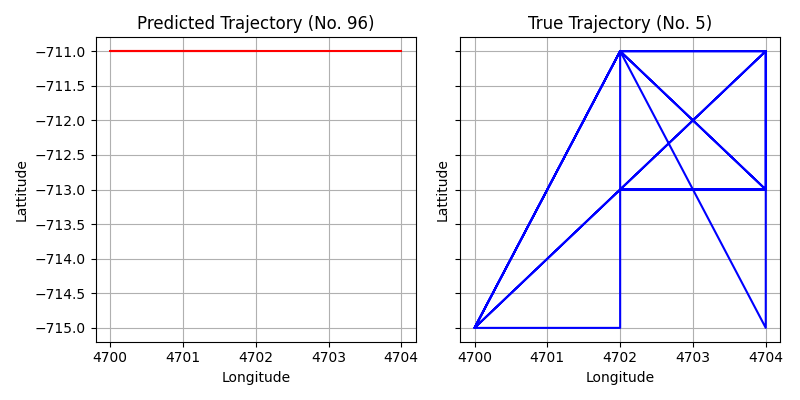 Predicted Trajectory (No. 96)
True Trajectory (No. 5)
Lattitude
−711.0
−711.5
−712.0
−712.5
−713.0
−713.5
−714.0
−714.5
−715.0
4700 4701 4702 4703 4704
Longitude
Lattitude
4700 4701 4702 4703 4704
Longitude